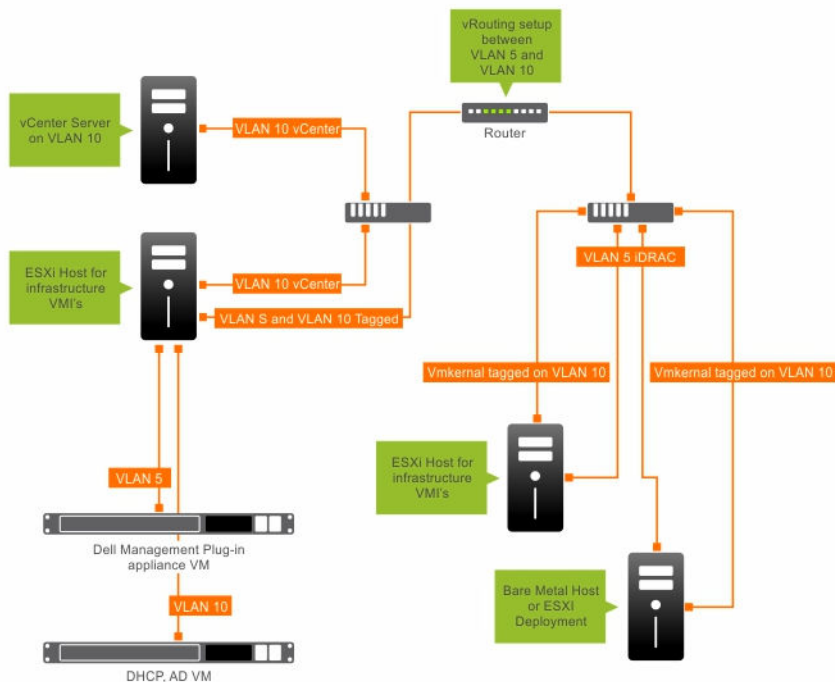 vRouting setup
between
VLAN 5 and
VLAN 10
Router
vCenter Server
on VLAN 10
VLAN 10 vCenter
ESXi Host for
infrastructure
VMI's
VLAN 10 vCenter
VLAN S and VLAN 10 Tagged
VLAN 5 iDRAC
Vmkernal tagged on VLAN 10
Vmkernal tagged on VLAN 10
ESXi Host for
infrastructure
VMI's
VLAN 5
Dell Management Plug-in
appliance VM
VLAN 10
DHCP, AD VM
Bare Metal Host
or ESXI
Deployment